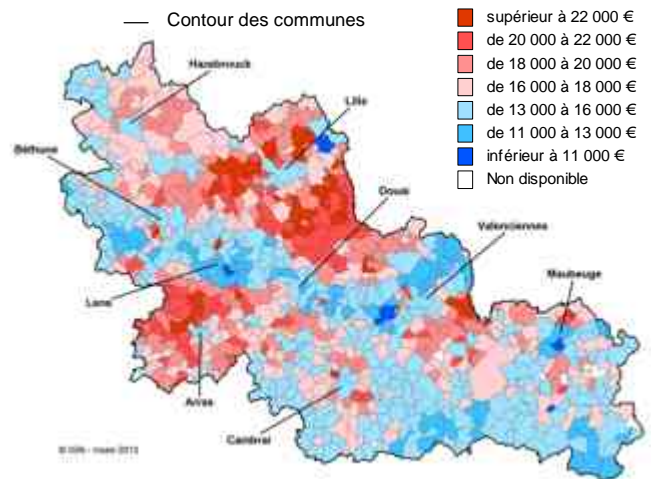 Contour des communes
supérieur à 22 000 €
de 20 000 à 22 000 €
de 18 000 à 20 000 €
de 16 000 à 18 000 €
de 13 000 à 16 000 €
de 11 000 à 13 000 €
inférieur à 11 000 €
Non disponible
Hazebrouck
Lille
Béthune
Douai
Valenciennes
Maubeuge
Lens
Arras
Cambrai